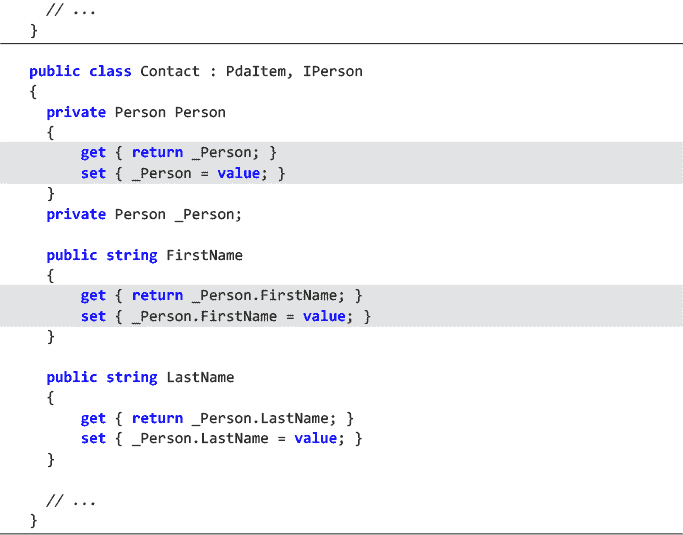 // ...
}
public class Contact : PdaItem, IPerson
{
private Person Person
{
get { return _Person; }
set { _Person = value; }
}
private Person _Person;
public string FirstName
{
get { return _Person.FirstName; }
set { _Person.FirstName = value; }
}
public string LastName
{
get { return _Person.LastName; }
set { _Person.LastName = value; }
}
// ...
}